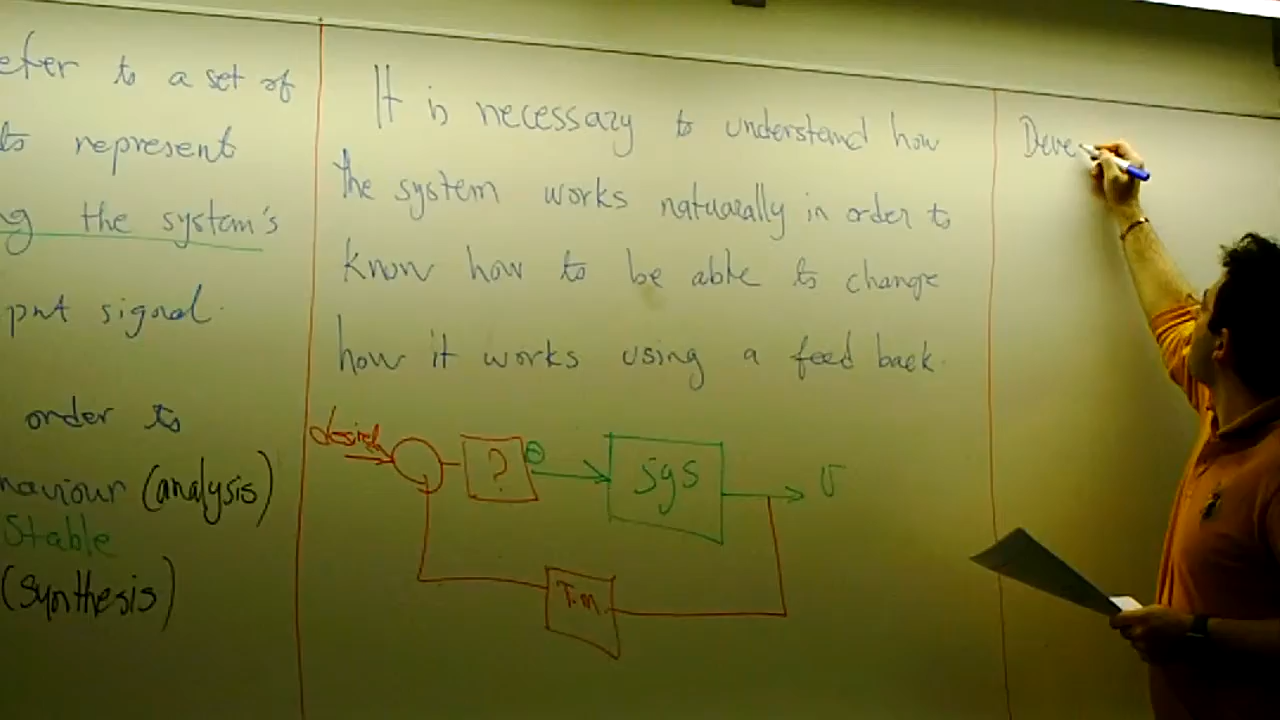 efer to a set of
ts represent
ng the system's
put signal.
order to
haviour (analysis)
Stable
(synthesis)
It is necessary to understand how
the system works naturally in order to
know how to be able to change
how it works using a feed back.
?
sys
T.m.
Deve